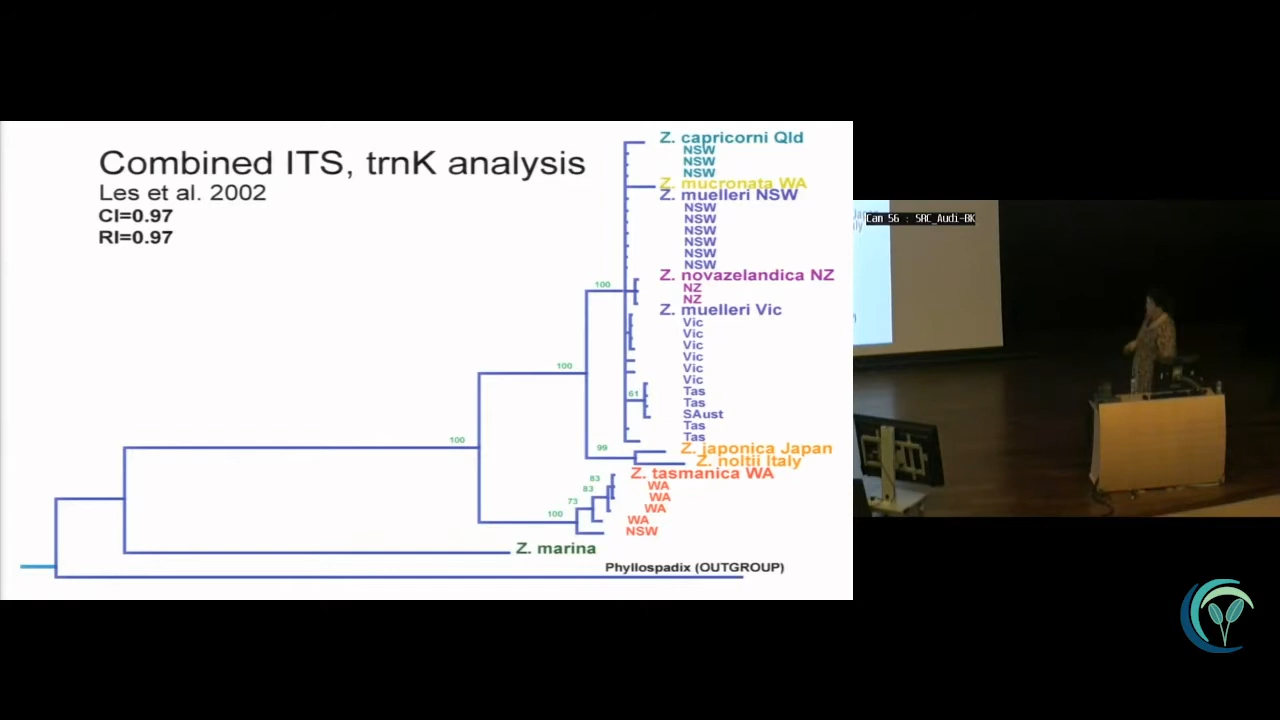 Combined ITS, trnK analysis
Les et al. 2002
CI=0.97
RI=0.97
Z. capricorni Qld
NSW
NSW
NSW
Z. mucronata WA
Z. muelleri NSW
NSW
NSW
NSW
NSW
NSW
NSW
Z. novazelandica NZ
NZ
NZ
Z. muelleri Vic
Vic
Vic
Vic
Vic
Vic
Vic
Tas
Tas
SAust
Tas
Tas
Z. japonica Japan
Z. noltii Italy
Z. tasmanica WA
WA
WA
WA
WA
NSW
Z. marina
Phyllospadix (OUTGROUP)
100
100
61
100
99
83
83
73
100
Cam 56 : SRC_Audi-BK